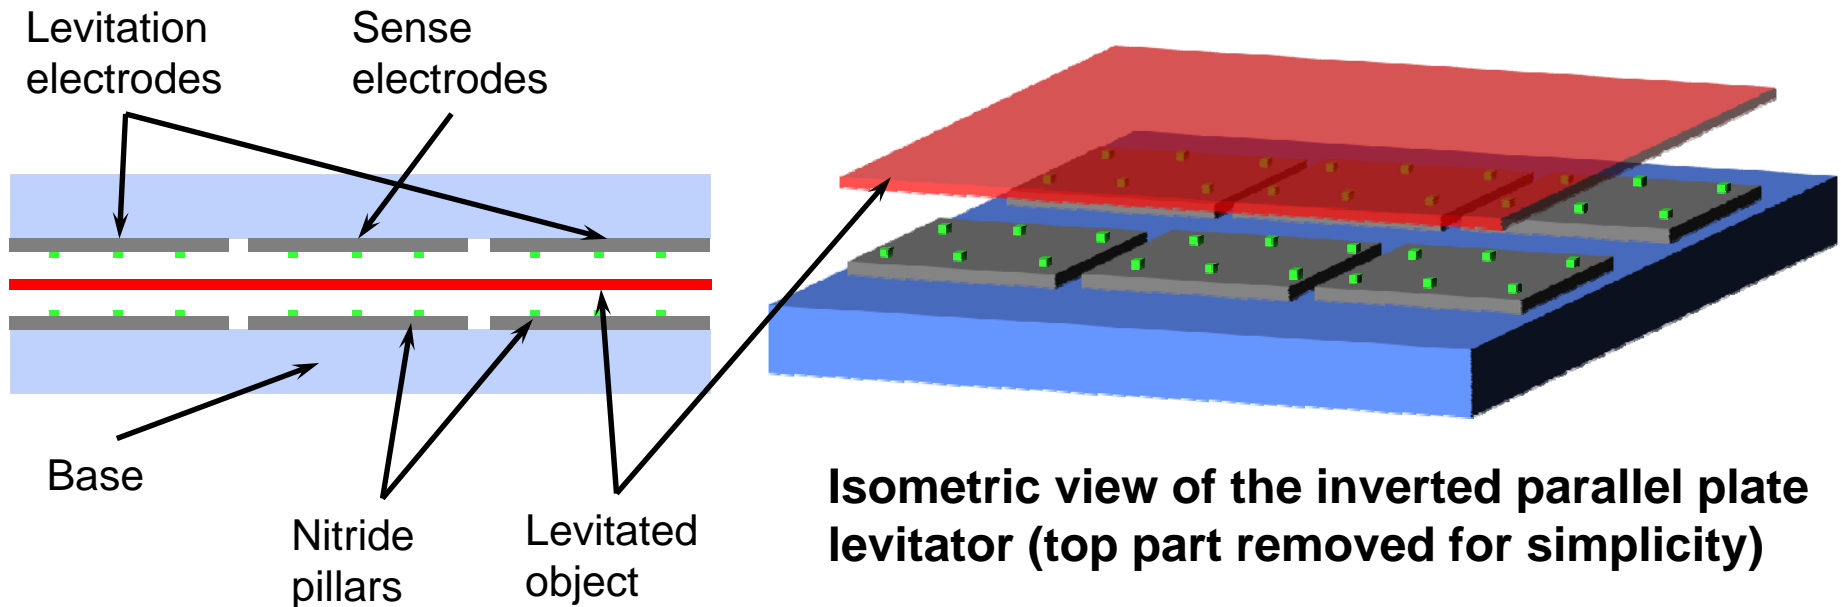 Levitation
electrodes
Sense
electrodes
Base
Nitride
pillars
Levitated
object
Isometric view of the inverted parallel plate
levitator (top part removed for simplicity)